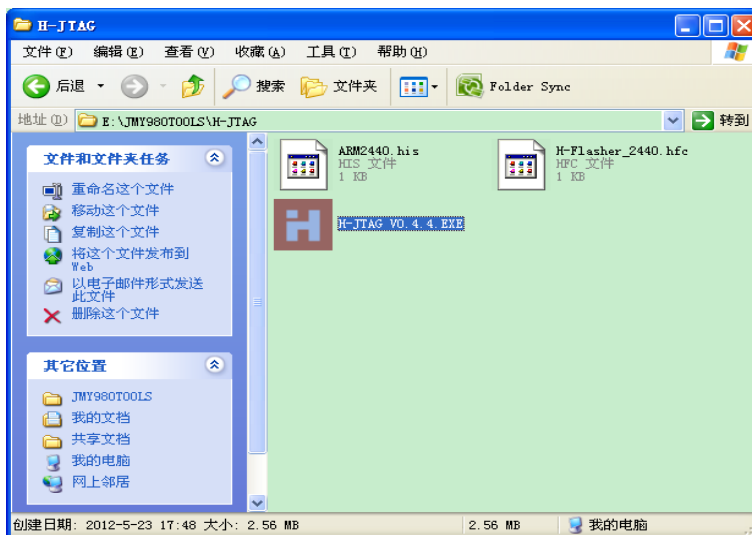 H-JTAG
文件(F) 编辑(E) 查看(V) 收藏(A) 工具(T) 帮助(H)
后退 搜索 文件夹 Folder Sync
地址(D) E:\JMY980TOOLS\H-JTAG 转到
文件和文件夹任务
重命名这个文件
移动这个文件
复制这个文件
将这个文件发布到
Web
以电子邮件形式发送
此文件
删除这个文件
其它位置
JMY980TOOLS
我的文档
共享文档
我的电脑
网上邻居
ARM2440.his
HIS 文件
1 KB
H-Flasher_2440.hfc
HFC 文件
1 KB
H-JTAG V0.4.4.EXE
创建日期: 2012-5-23 17:48 大小: 2.56 MB 2.56 MB 我的电脑